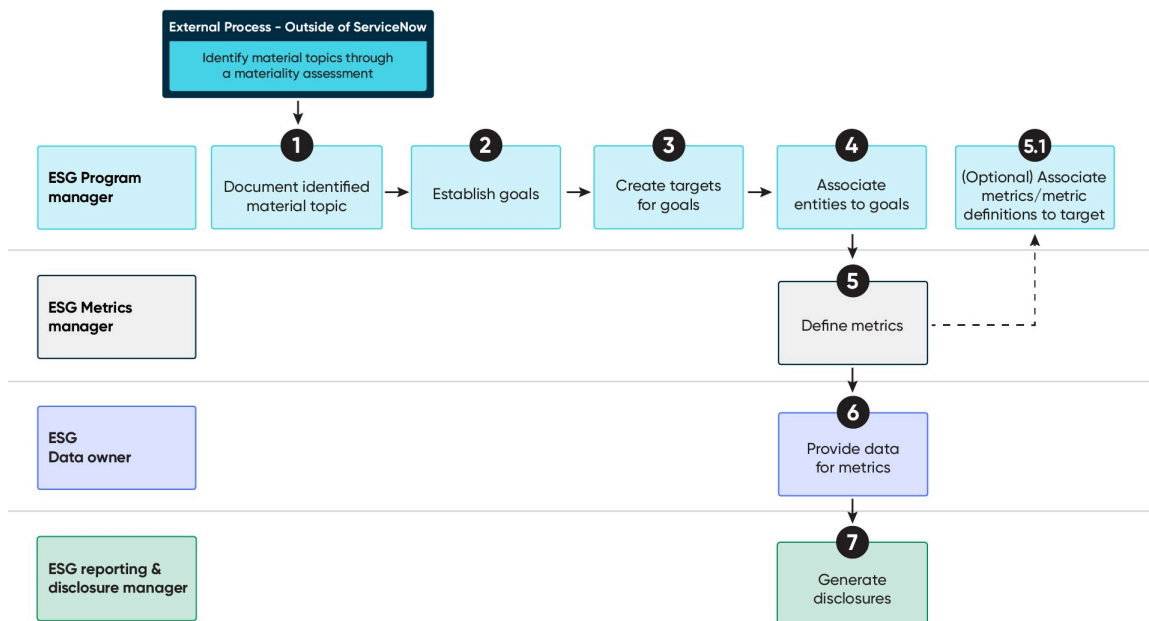 External Process - Outside of ServiceNow
Identify material topics through
a materiality assessment
ESG Program
manager
1
Document identified
material topic
2
Establish goals
3
Create targets
for goals
4
Associate
entities to goals
5.1
(Optional) Associate
metrics/metric
definitions to target
ESG Metrics
manager
5
Define metrics
ESG
Data owner
6
Provide data
for metrics
ESG reporting &
disclosure manager
7
Generate
disclosures